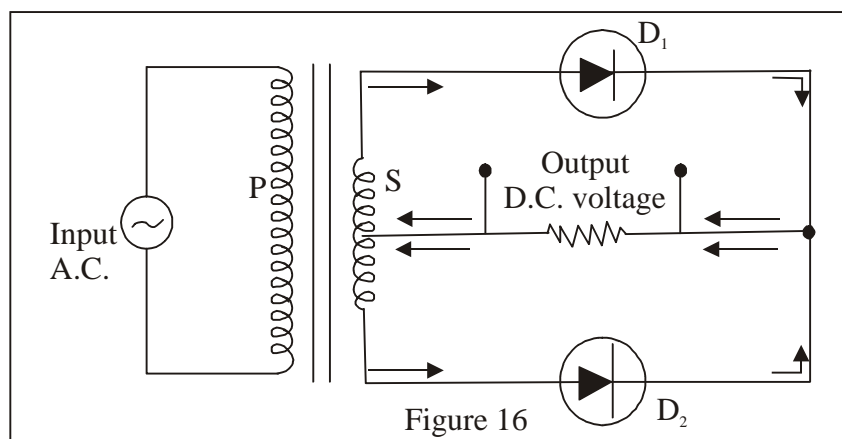 D₁
Output
D.C. voltage
P
S
Input
A.C.
D₂
Figure 16